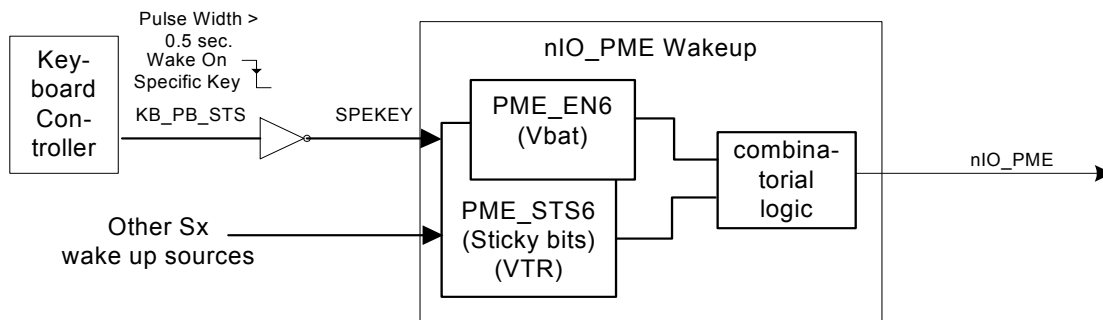 Key-
board
Con-
troller
Pulse Width >
0.5 sec.
Wake On
Specific Key
KB_PB_STS
SPEKEY
Other Sx
wake up sources
nIO_PME Wakeup
PME_EN6
(Vbat)
PME_STS6
(Sticky bits)
(VTR)
combina-
torial
logic
nIO_PME